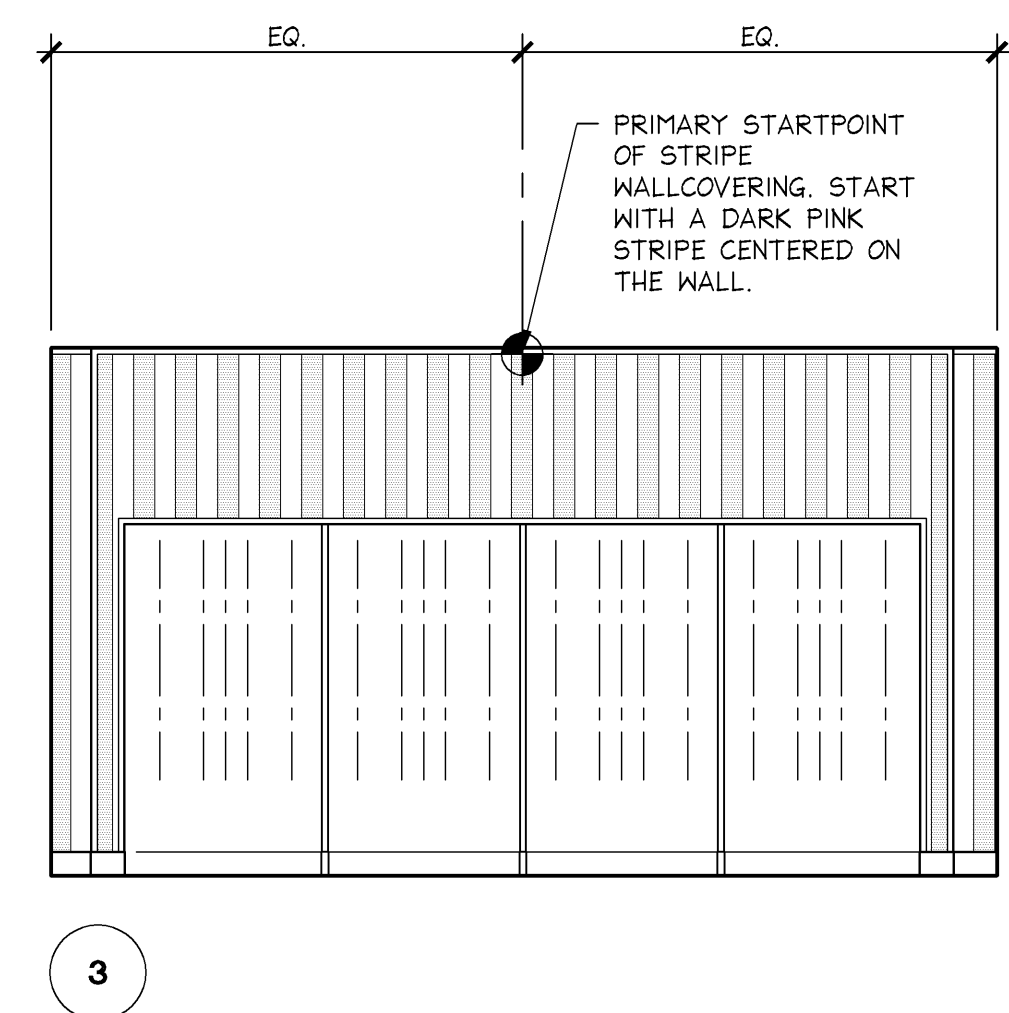 EQ.
EQ.
PRIMARY STARTPOINT
OF STRIPE
WALLCOVERING. START
WITH A DARK PINK
STRIPE CENTERED ON
THE WALL.
3